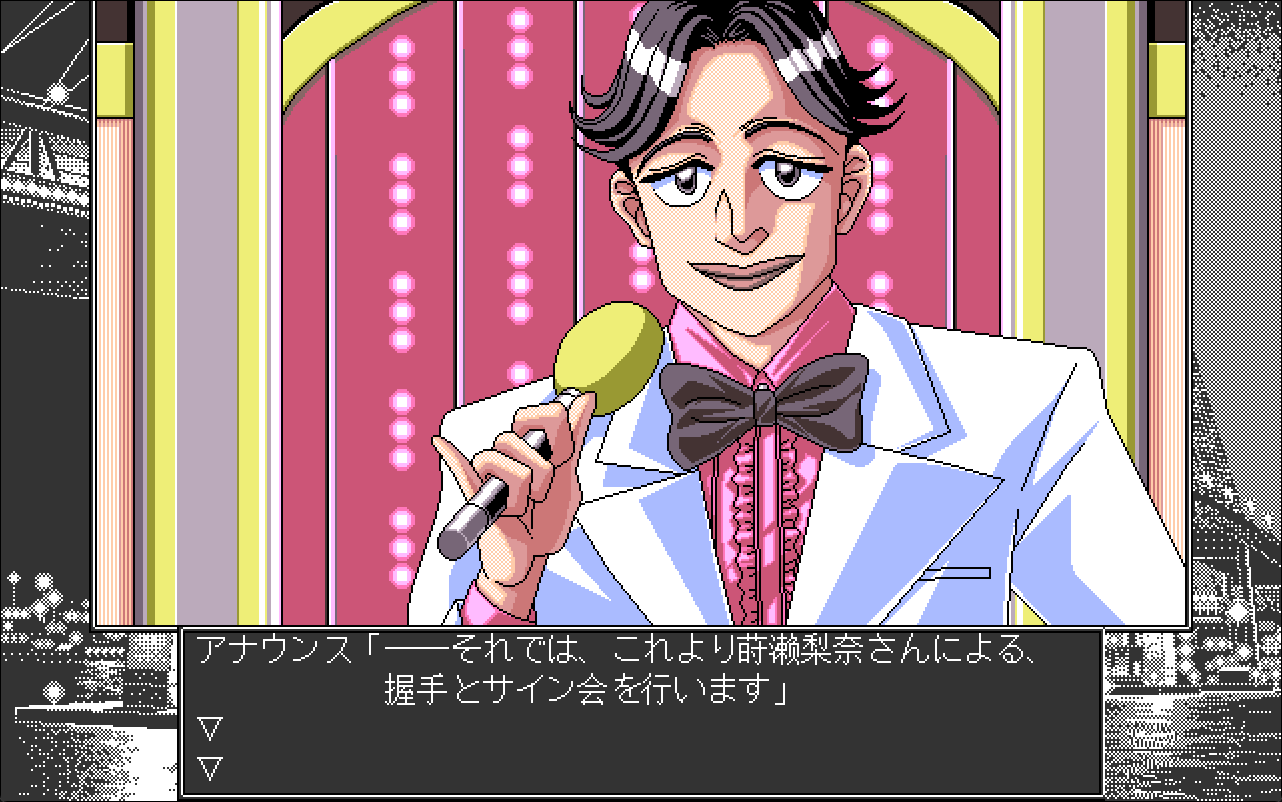 アナウンス「――それでは、これより蒔瀬梨奈さんによる、
握手とサイン会を行います」
▽
▽